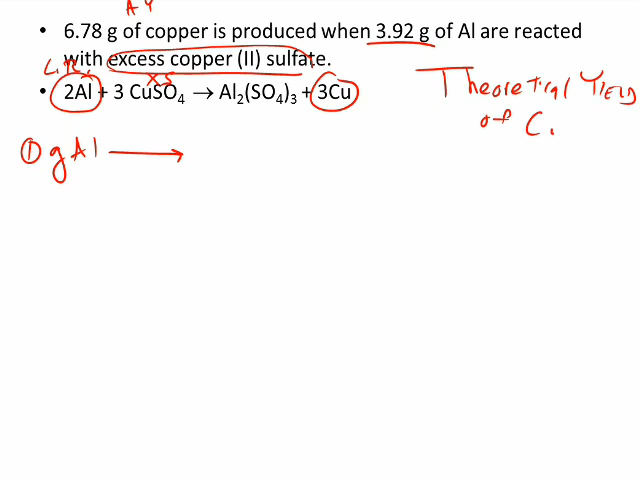 A Y
• 6.78 g of copper is produced when 3.92 g of Al are reacted
with excess copper (II) sulfate.
L.R.
XS
• 2Al + 3 CuSO₄ → Al₂(SO₄)₃ + 3Cu
Theoretical Yield
of C
① g Al →